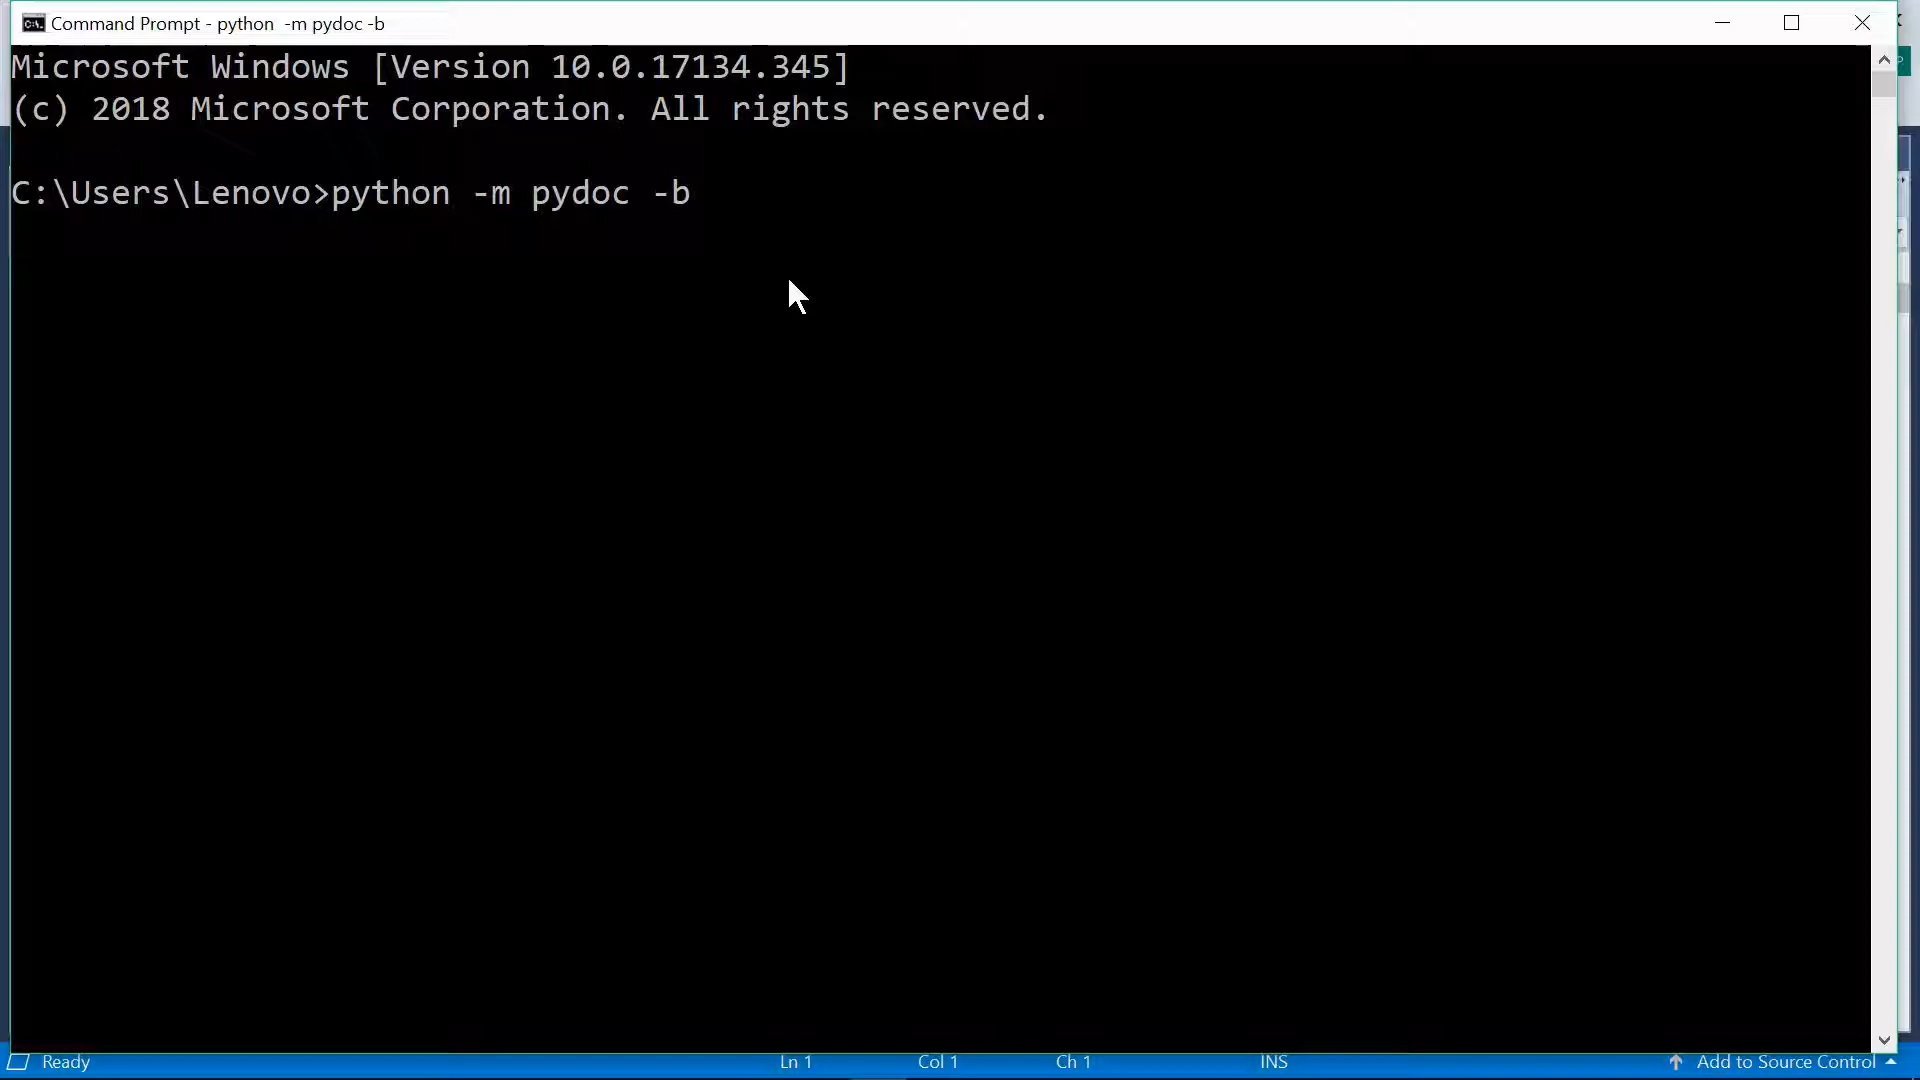 Command Prompt - python  -m pydoc -b
Microsoft Windows [Version 10.0.17134.345]
(c) 2018 Microsoft Corporation. All rights reserved.
C:\Users\Lenovo>python -m pydoc -b
Ready Ln 1 Col 1 Ch 1 INS Add to Source Control